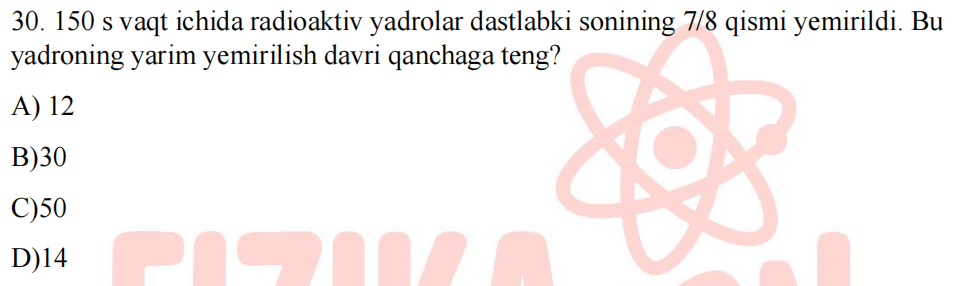 30. 150 s vaqt ichida radioaktiv yadrolar dastlabki sonining 7/8 qismi yemirildi. Bu
yadroning yarim yemirilish davri qanchaga teng?
A) 12
B)30
C)50
D)14
FIZIKA